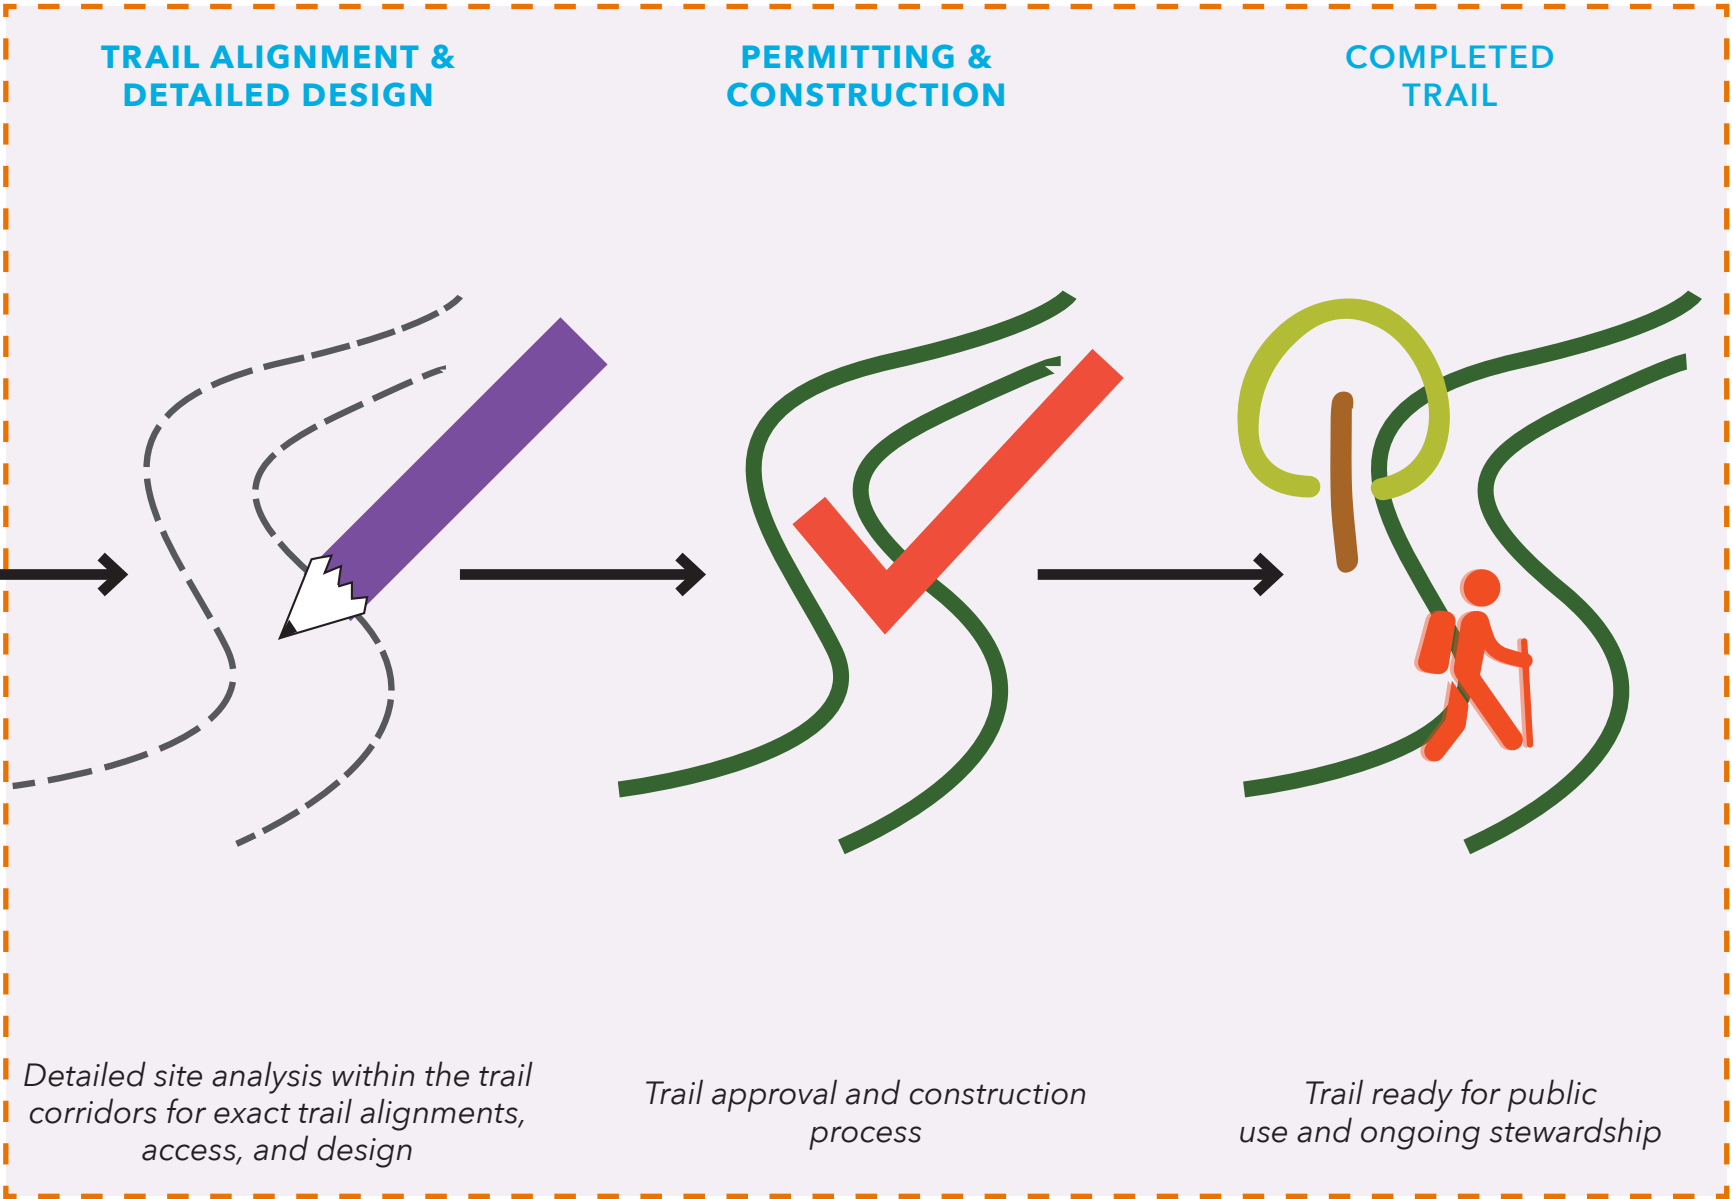 TRAIL ALIGNMENT &
DETAILED DESIGN
PERMITTING &
CONSTRUCTION
COMPLETED
TRAIL
Detailed site analysis within the trail
corridors for exact trail alignments,
access, and design
Trail approval and construction
process
Trail ready for public
use and ongoing stewardship